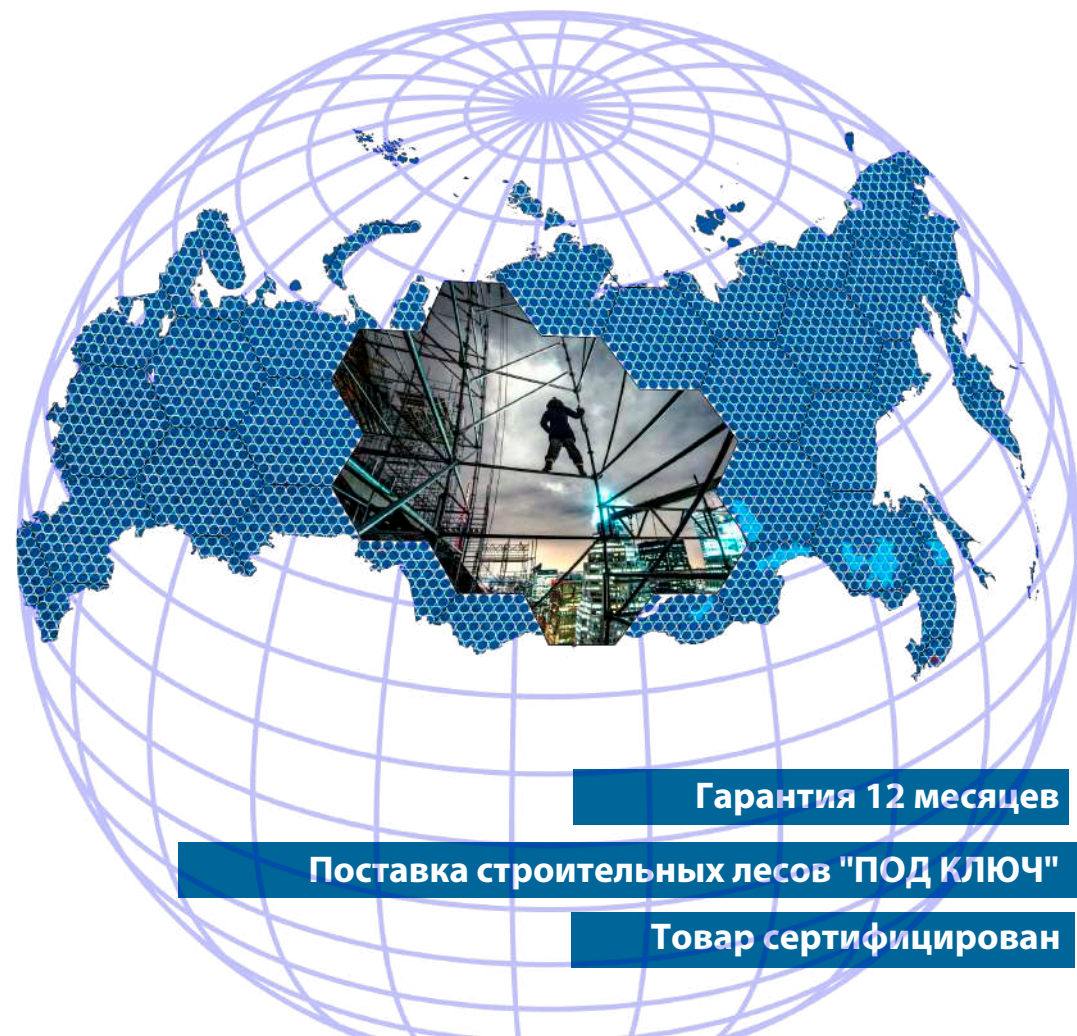 Гарантия 12 месяцев
Поставка строительных лесов "ПОД КЛЮЧ"
Товар сертифицирован